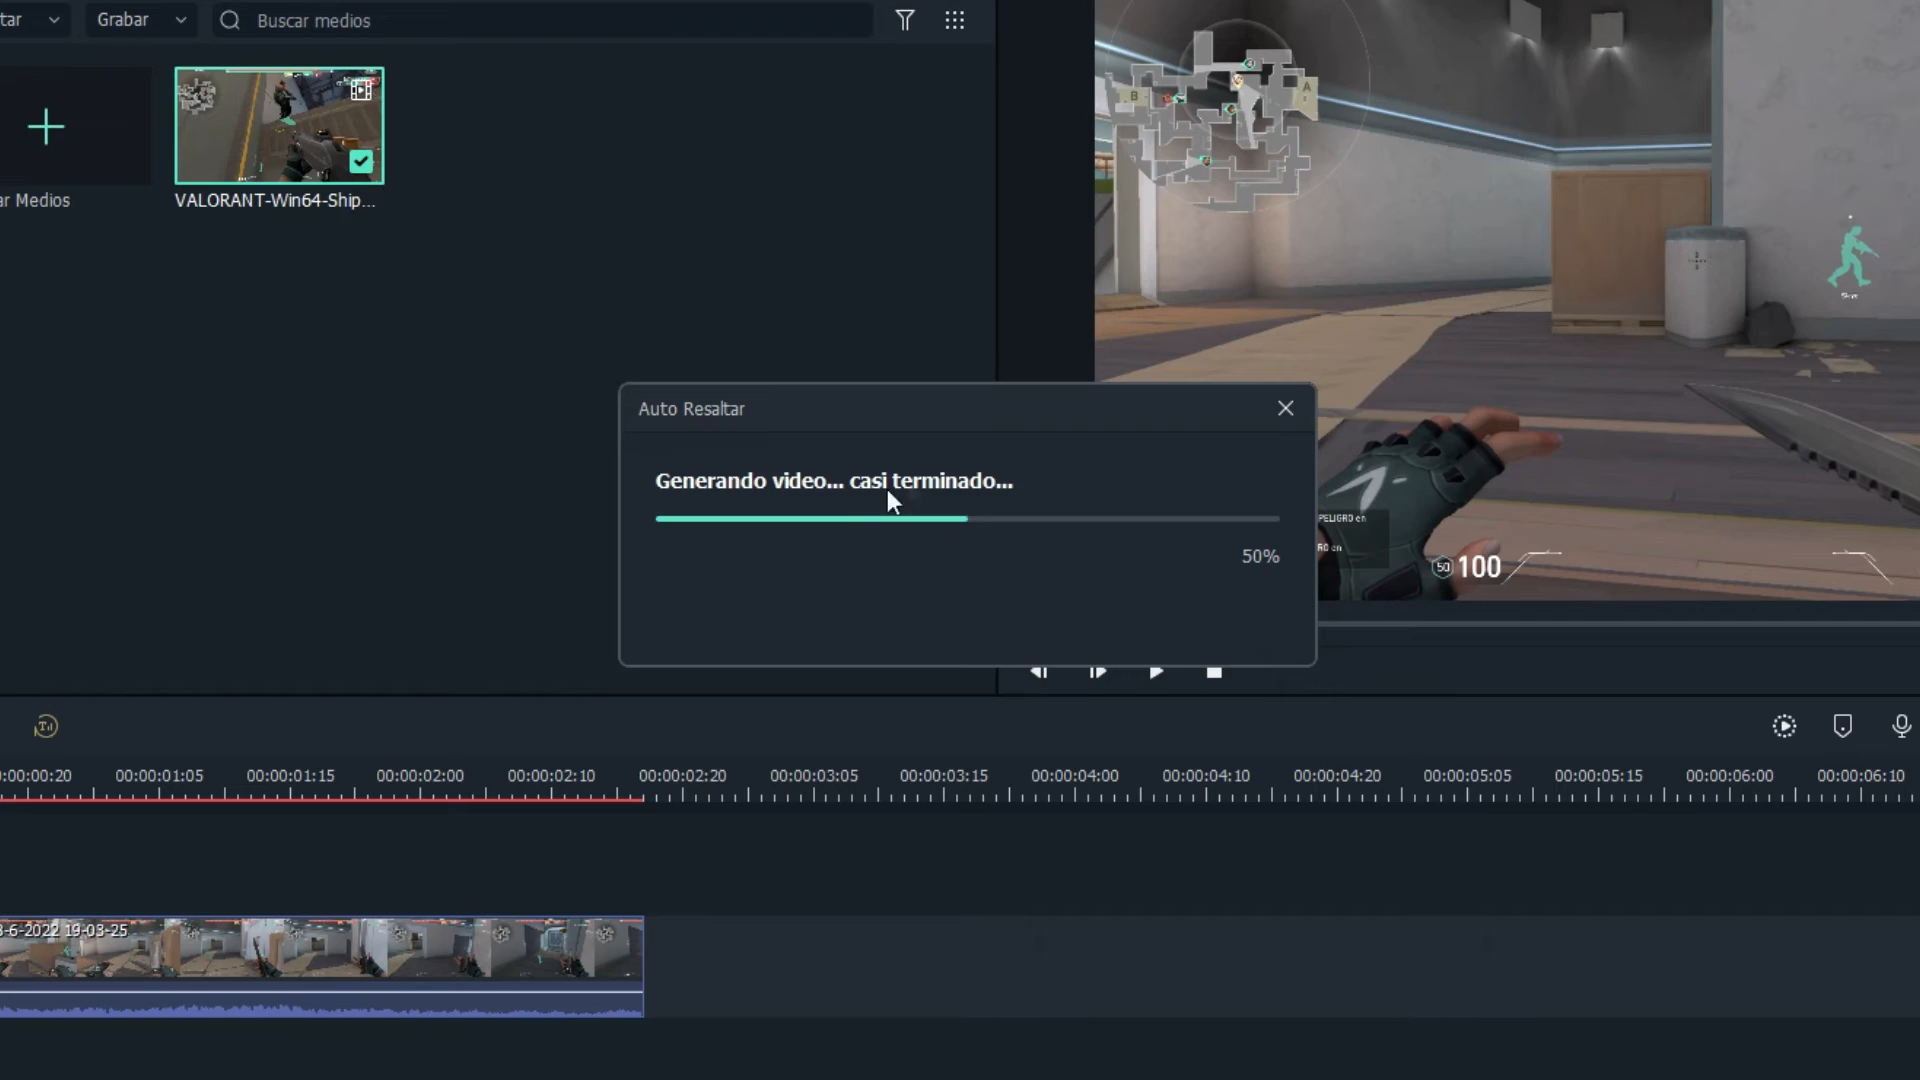 tar
Grabar
Buscar medios
ar Medios
VALORANT-Win64-Ship...
B
A
Auto Resaltar
Generando video... casi terminado...
50%
PELIGRO en
RO en
50 100
:00:00:20 00:00:01:05 00:00:01:15 00:00:02:00 00:00:02:10 00:00:02:20 00:00:03:05 00:00:03:15 00:00:04:00 00:00:04:10 00:00:04:20 00:00:05:05 00:00:05:15 00:00:06:00 00:00:06:10
3-6-2022 19-03-25